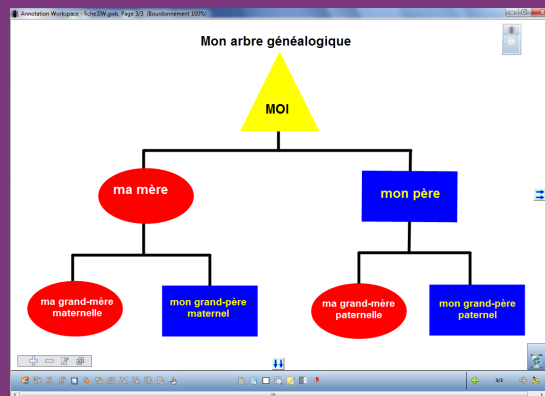 Annotation Workspace - fiche3IW.gwb, Page 3/3 (Bourdonnement 100%)
Mon arbre généalogique
MOI
ma mère
mon père
ma grand-mère
maternelle
mon grand-père
maternel
ma grand-mère
paternelle
mon grand-père
paternel
3/3